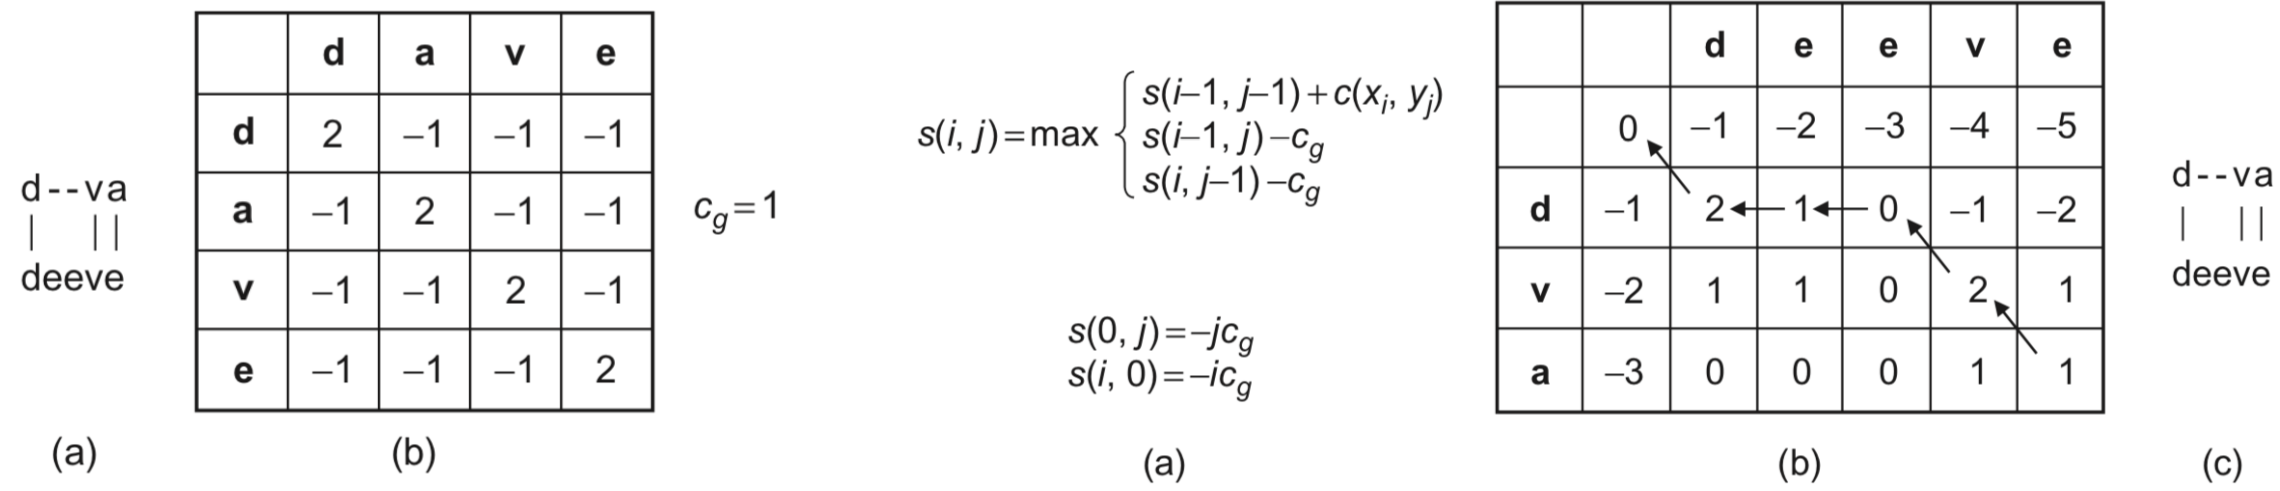 d--va
| ||
deeve
(a)
d a v e
d 2 –1 –1 –1
a –1 2 –1 –1
v –1 –1 2 –1
e –1 –1 –1 2
(b)
c_g=1
s(i, j)=max { s(i–1, j–1)+c(x_i, y_j)
s(i–1, j)–c_g
s(i, j–1)–c_g
s(0, j)=–jc_g
s(i, 0)=–ic_g
(a)
d e e v e
0 –1 –2 –3 –4 –5
d –1 2 1 0 –1 –2
v –2 1 1 0 2 1
a –3 0 0 0 1 1
(b)
d--va
| ||
deeve
(c)